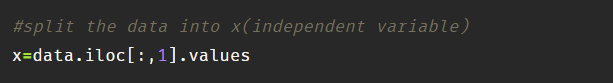 #split the data into x(independent variable)
x=data.iloc[:,1].values